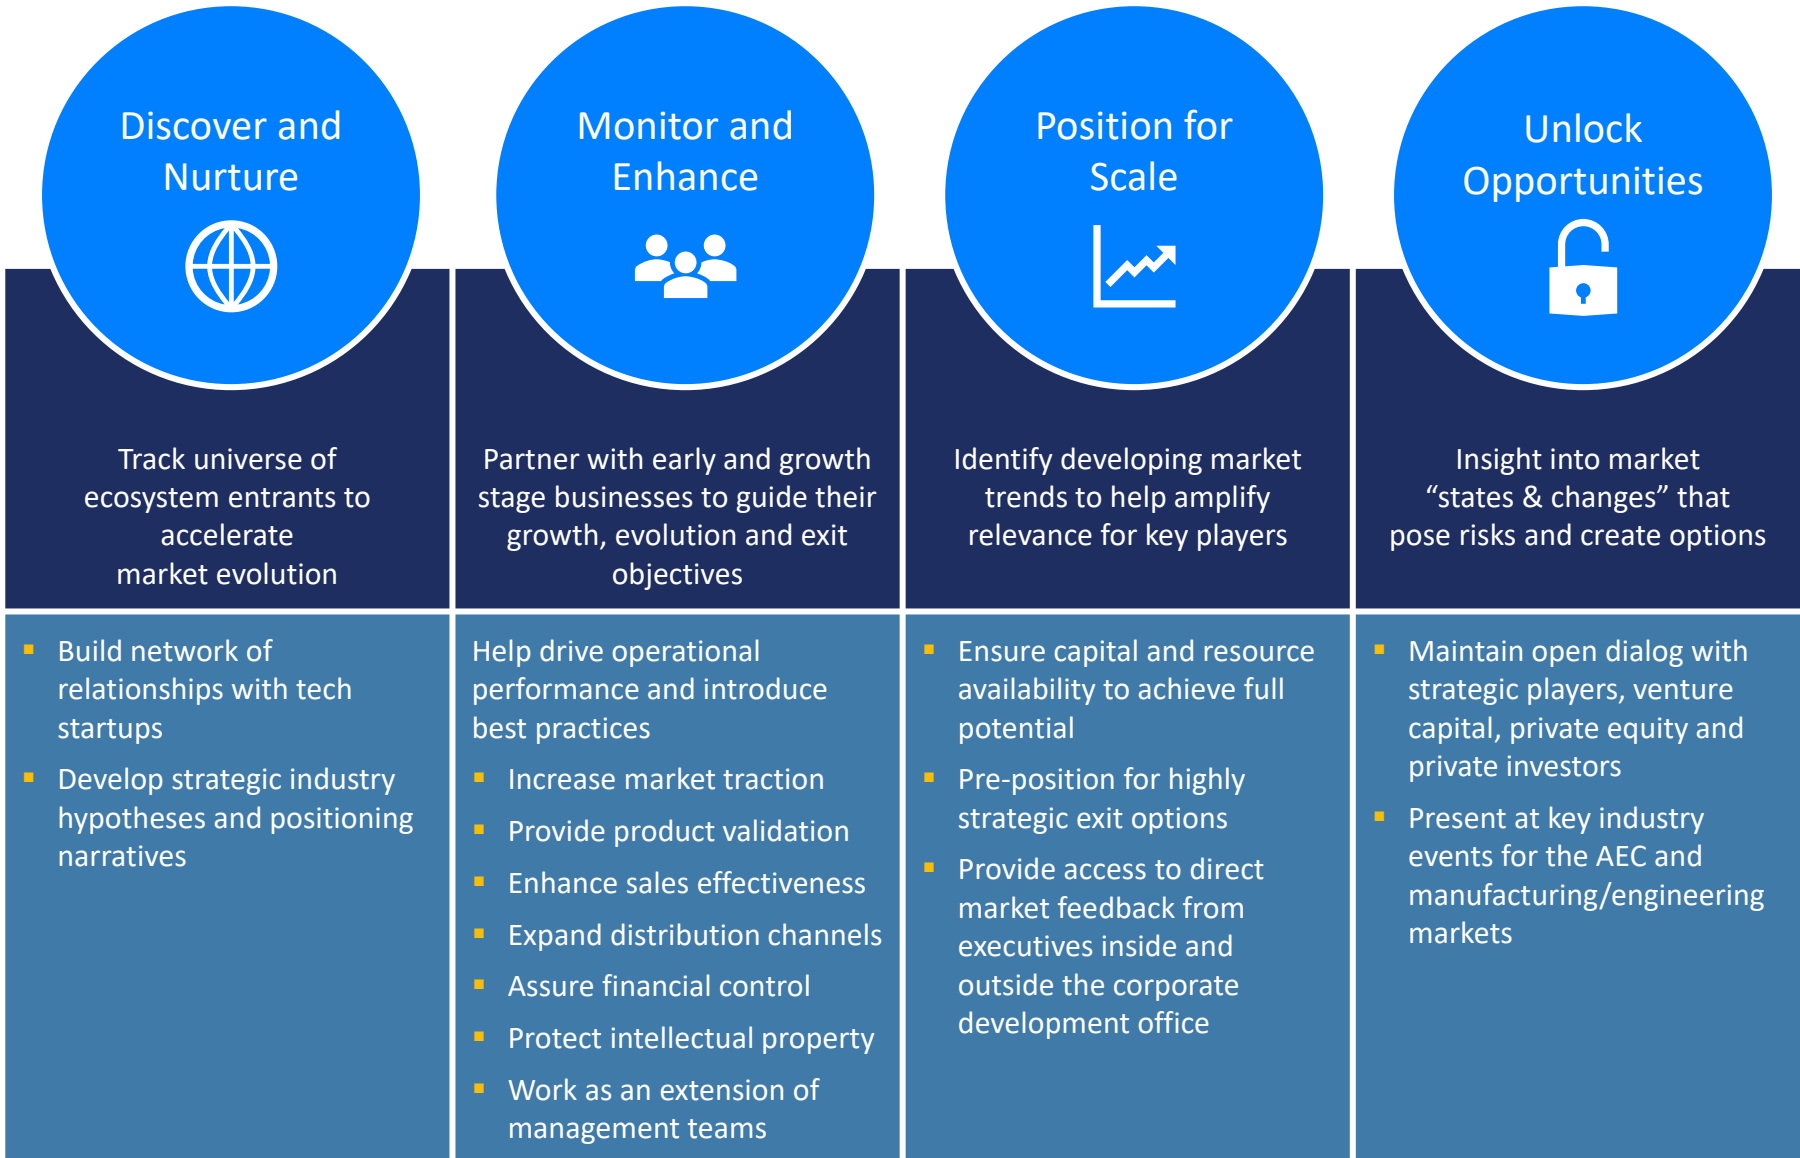 Discover and
Nurture
Track universe of
ecosystem entrants to
accelerate
market evolution
▪ Build network of
relationships with tech
startups
▪ Develop strategic industry
hypotheses and positioning
narratives
Monitor and
Enhance
Partner with early and growth
stage businesses to guide their
growth, evolution and exit
objectives
Help drive operational
performance and introduce
best practices
▪ Increase market traction
▪ Provide product validation
▪ Enhance sales effectiveness
▪ Expand distribution channels
▪ Assure financial control
▪ Protect intellectual property
▪ Work as an extension of
management teams
Position for
Scale
Identify developing market
trends to help amplify
relevance for key players
▪ Ensure capital and resource
availability to achieve full
potential
▪ Pre-position for highly
strategic exit options
▪ Provide access to direct
market feedback from
executives inside and
outside the corporate
development office
Unlock
Opportunities
Insight into market
“states & changes” that
pose risks and create options
▪ Maintain open dialog with
strategic players, venture
capital, private equity and
private investors
▪ Present at key industry
events for the AEC and
manufacturing/engineering
markets